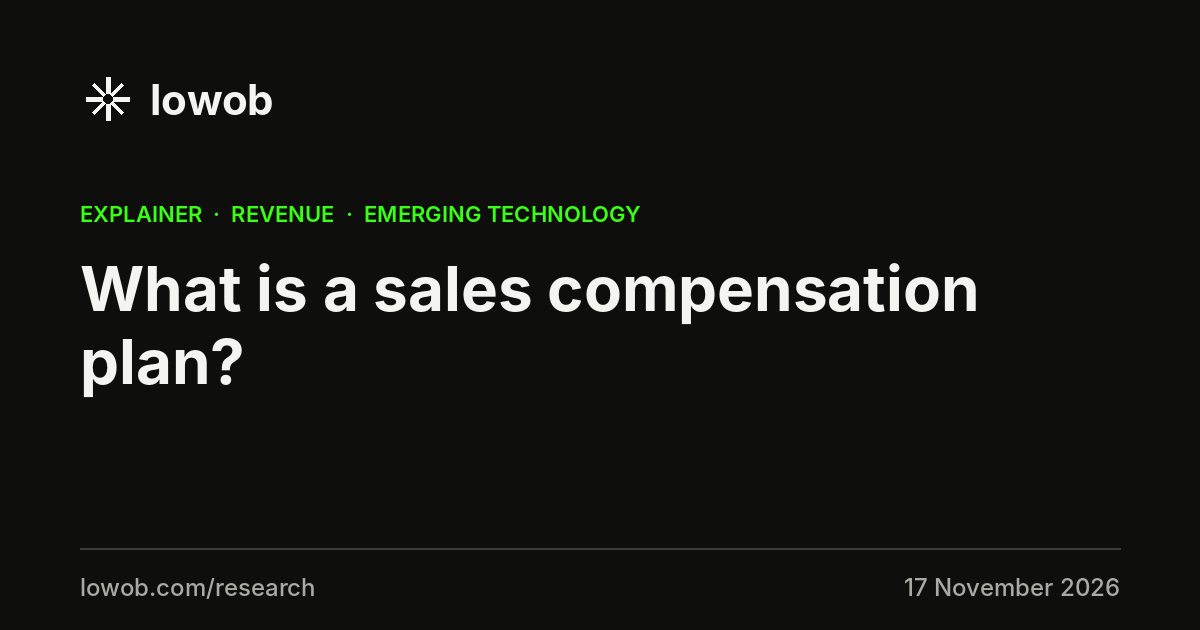 lowob
EXPLAINER · REVENUE · EMERGING TECHNOLOGY
What is a sales compensation
plan?
lowob.com/research
17 November 2026